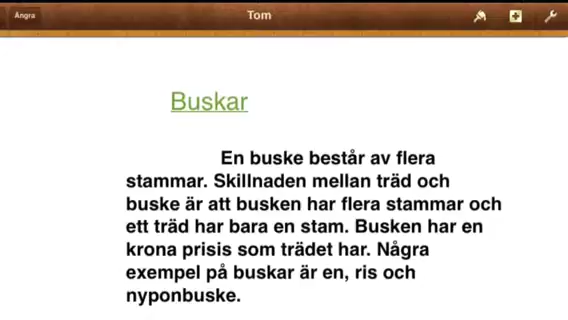 Ångra
Tom
Buskar
En buske består av flera
stammar. Skillnaden mellan träd och
buske är att busken har flera stammar och
ett träd har bara en stam. Busken har en
krona prisis som trädet har. Några
exempel på buskar är en, ris och
nyponbuske.